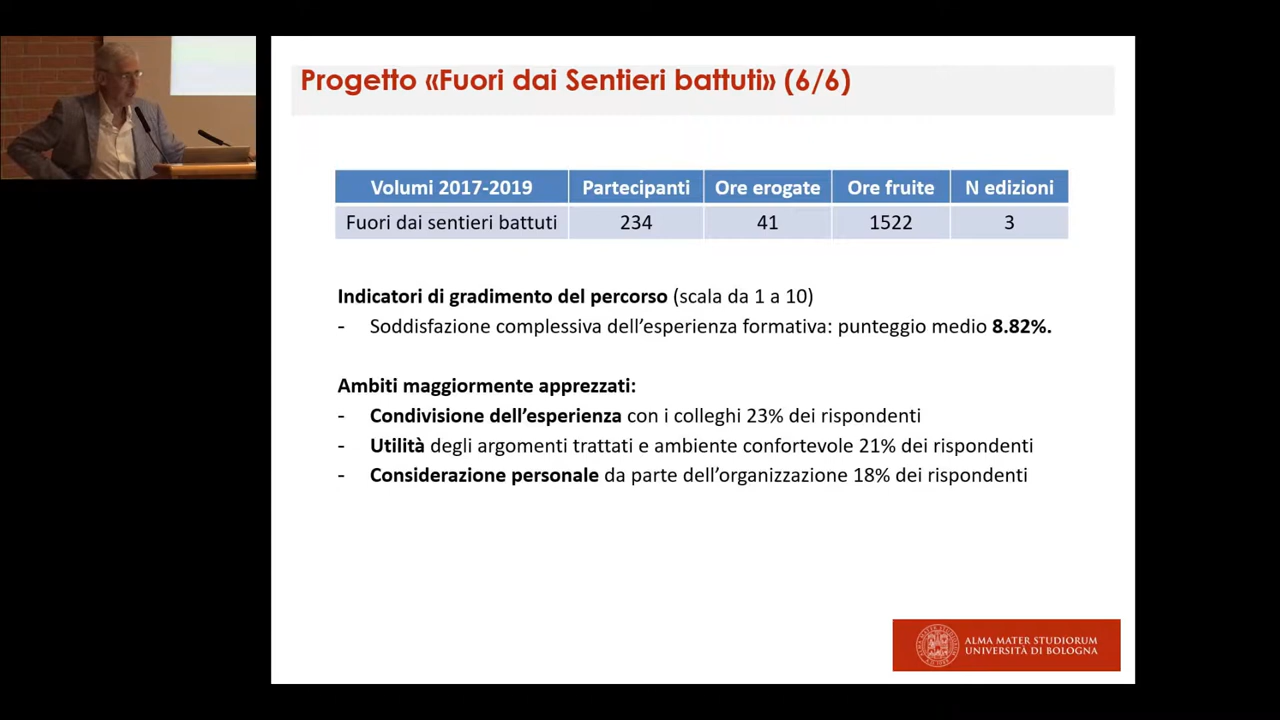 Progetto «Fuori dai Sentieri battuti» (6/6)
Volumi 2017-2019 Partecipanti Ore erogate Ore fruite N edizioni
Fuori dai sentieri battuti 234 41 1522 3
Indicatori di gradimento del percorso (scala da 1 a 10)
- Soddisfazione complessiva dell’esperienza formativa: punteggio medio 8.82%.
Ambiti maggiormente apprezzati:
- Condivisione dell’esperienza con i colleghi 23% dei rispondenti
- Utilità degli argomenti trattati e ambiente confortevole 21% dei rispondenti
- Considerazione personale da parte dell’organizzazione 18% dei rispondenti
ALMA MATER STUDIORUM
UNIVERSITÀ DI BOLOGNA